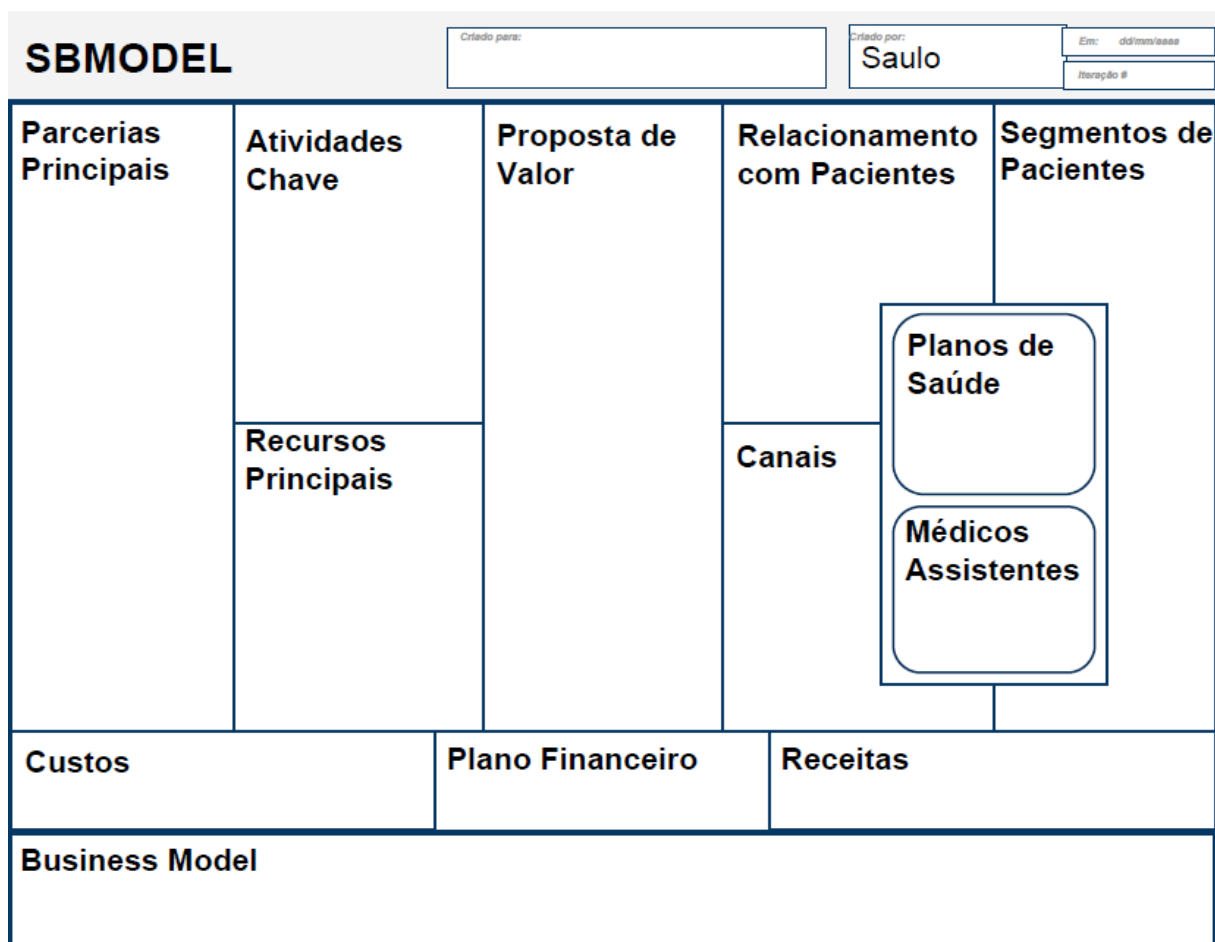 SBMODEL
Criado para:
Criado por:
Saulo
Em: dd/mm/aaaa
Iteração #
Parcerias
Principais
Atividades
Chave
Recursos
Principais
Proposta de
Valor
Relacionamento
com Pacientes
Canais
Segmentos de
Pacientes
Planos de
Saúde
Médicos
Assistentes
Custos
Plano Financeiro
Receitas
Business Model